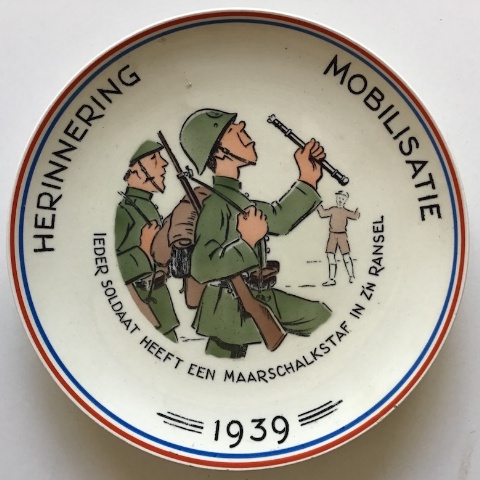 HERINNERING MOBILISATIE
IEDER SOLDAAT HEEFT EEN MAARSCHALKSTAF IN Z'N RANSEL
1939